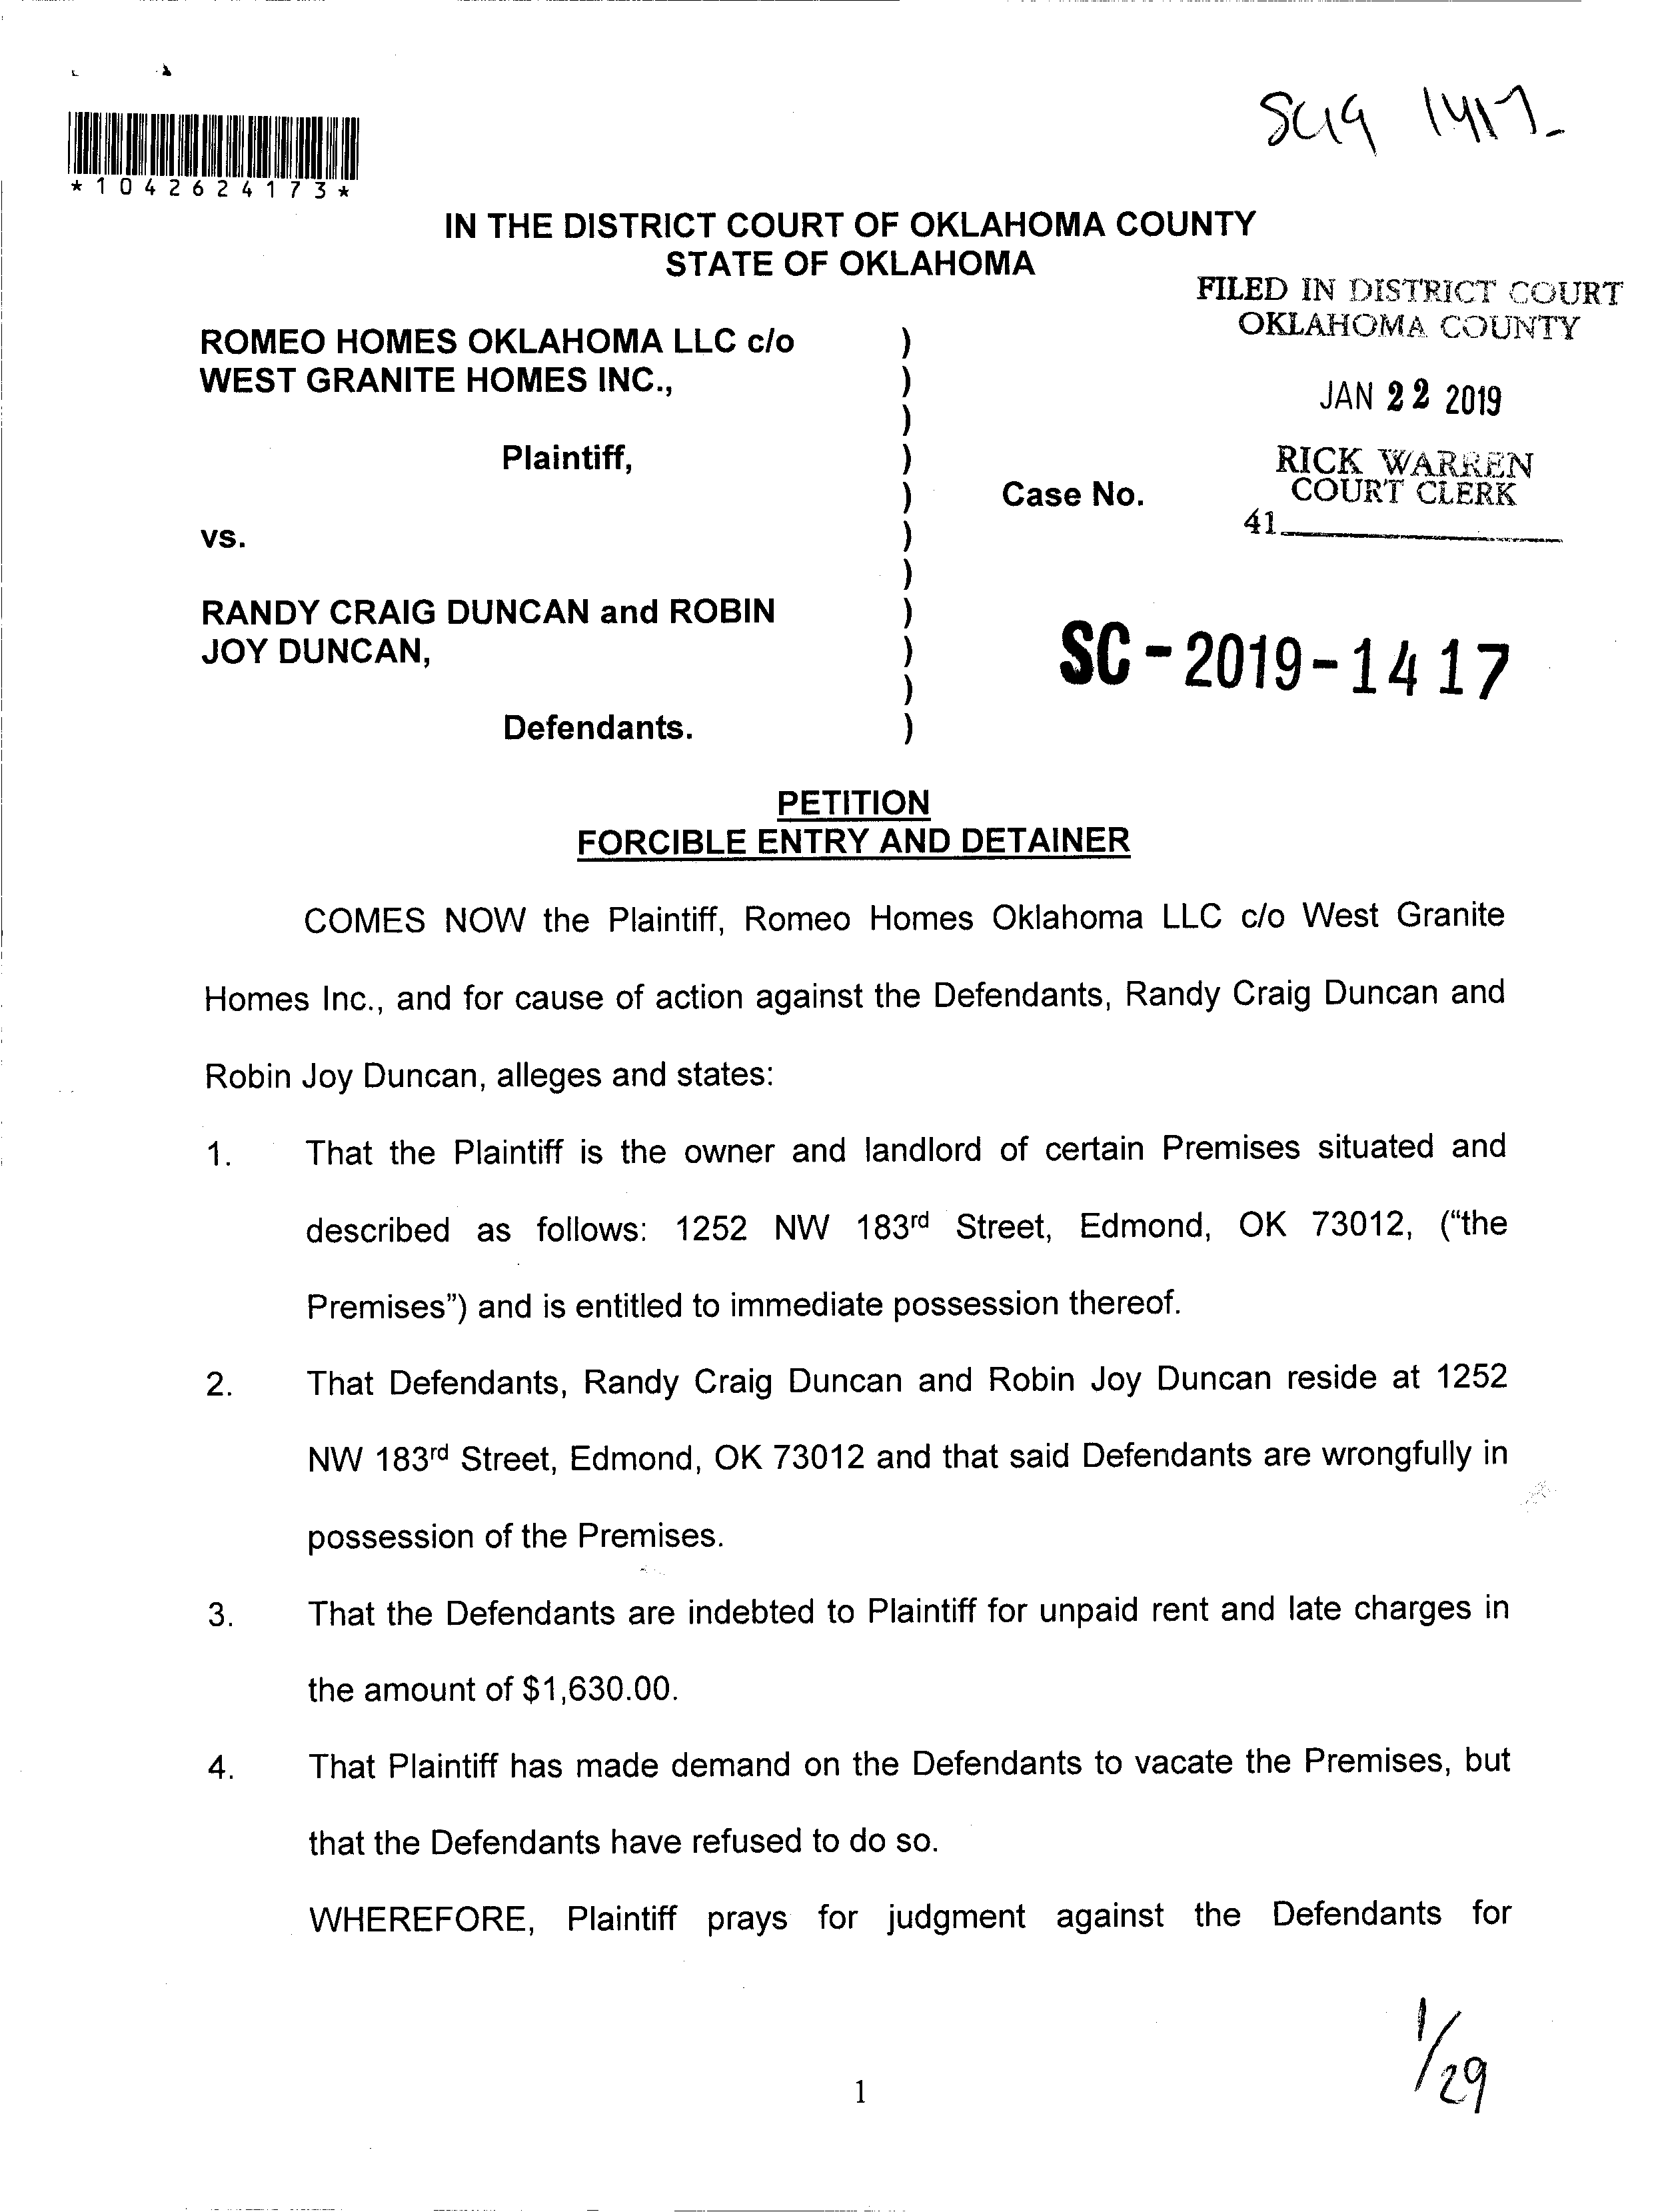 SC19 1417-
*1042624173*
IN THE DISTRICT COURT OF OKLAHOMA COUNTY
STATE OF OKLAHOMA
FILED IN DISTRICT COURT
OKLAHOMA COUNTY
ROMEO HOMES OKLAHOMA LLC c/o )
WEST GRANITE HOMES INC., )
JAN 22 2019
)
Plaintiff, )
RICK WARREN
COURT CLERK
) Case No.
41
vs. )
)
RANDY CRAIG DUNCAN and ROBIN )
JOY DUNCAN, )
SC-2019-1417
)
Defendants. )
PETITION
FORCIBLE ENTRY AND DETAINER
COMES NOW the Plaintiff, Romeo Homes Oklahoma LLC c/o West Granite
Homes Inc., and for cause of action against the Defendants, Randy Craig Duncan and
Robin Joy Duncan, alleges and states:
1. That the Plaintiff is the owner and landlord of certain Premises situated and
described as follows: 1252 NW 183rd Street, Edmond, OK 73012, (“the
Premises”) and is entitled to immediate possession thereof.
2. That Defendants, Randy Craig Duncan and Robin Joy Duncan reside at 1252
NW 183rd Street, Edmond, OK 73012 and that said Defendants are wrongfully in
possession of the Premises.
3. That the Defendants are indebted to Plaintiff for unpaid rent and late charges in
the amount of $1,630.00.
4. That Plaintiff has made demand on the Defendants to vacate the Premises, but
that the Defendants have refused to do so.
WHEREFORE, Plaintiff prays for judgment against the Defendants for
1/29
1